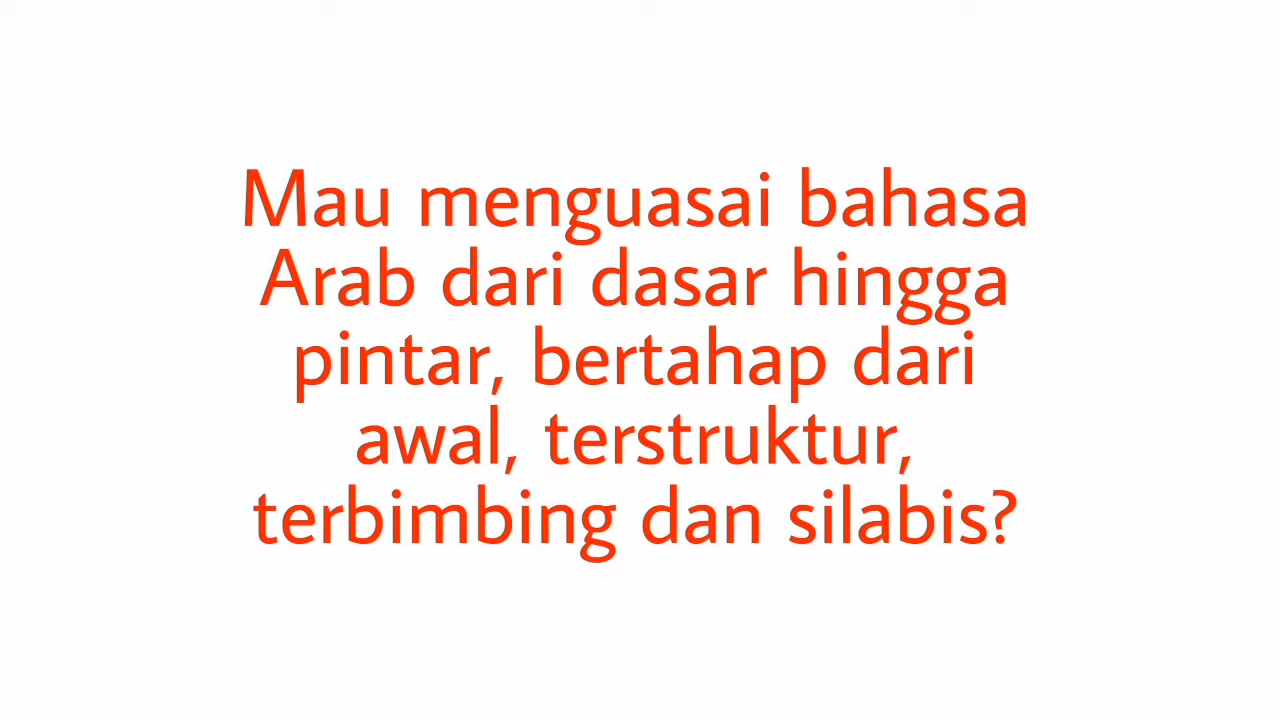 Mau menguasai bahasa
Arab dari dasar hingga
pintar, bertahap dari
awal, terstruktur,
terbimbing dan silabis?